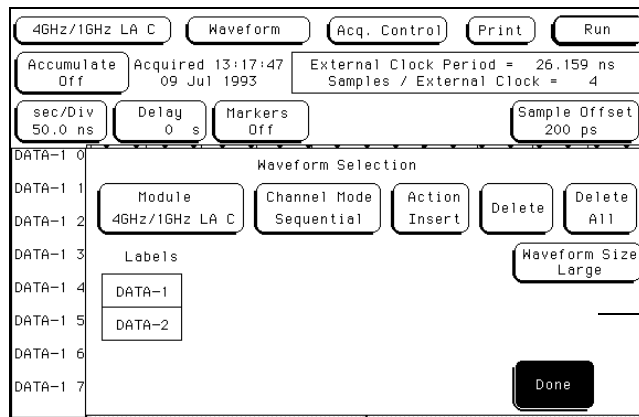 4GHz/1GHz LA C Waveform Acq. Control Print Run
Accumulate Off
Acquired 13:17:47
09 Jul 1993
External Clock Period = 26.159 ns
Samples / External Clock = 4
sec/Div 50.0 ns
Delay 0 s
Markers Off
Sample Offset 200 ps
DATA-1 0
Waveform Selection
DATA-1 1
Module 4GHz/1GHz LA C
Channel Mode Sequential
Action Insert
Delete
Delete All
DATA-1 2
DATA-1 3
Labels
Waveform Size Large
DATA-1 4
DATA-1
DATA-1 5
DATA-2
DATA-1 6
DATA-1 7
Done